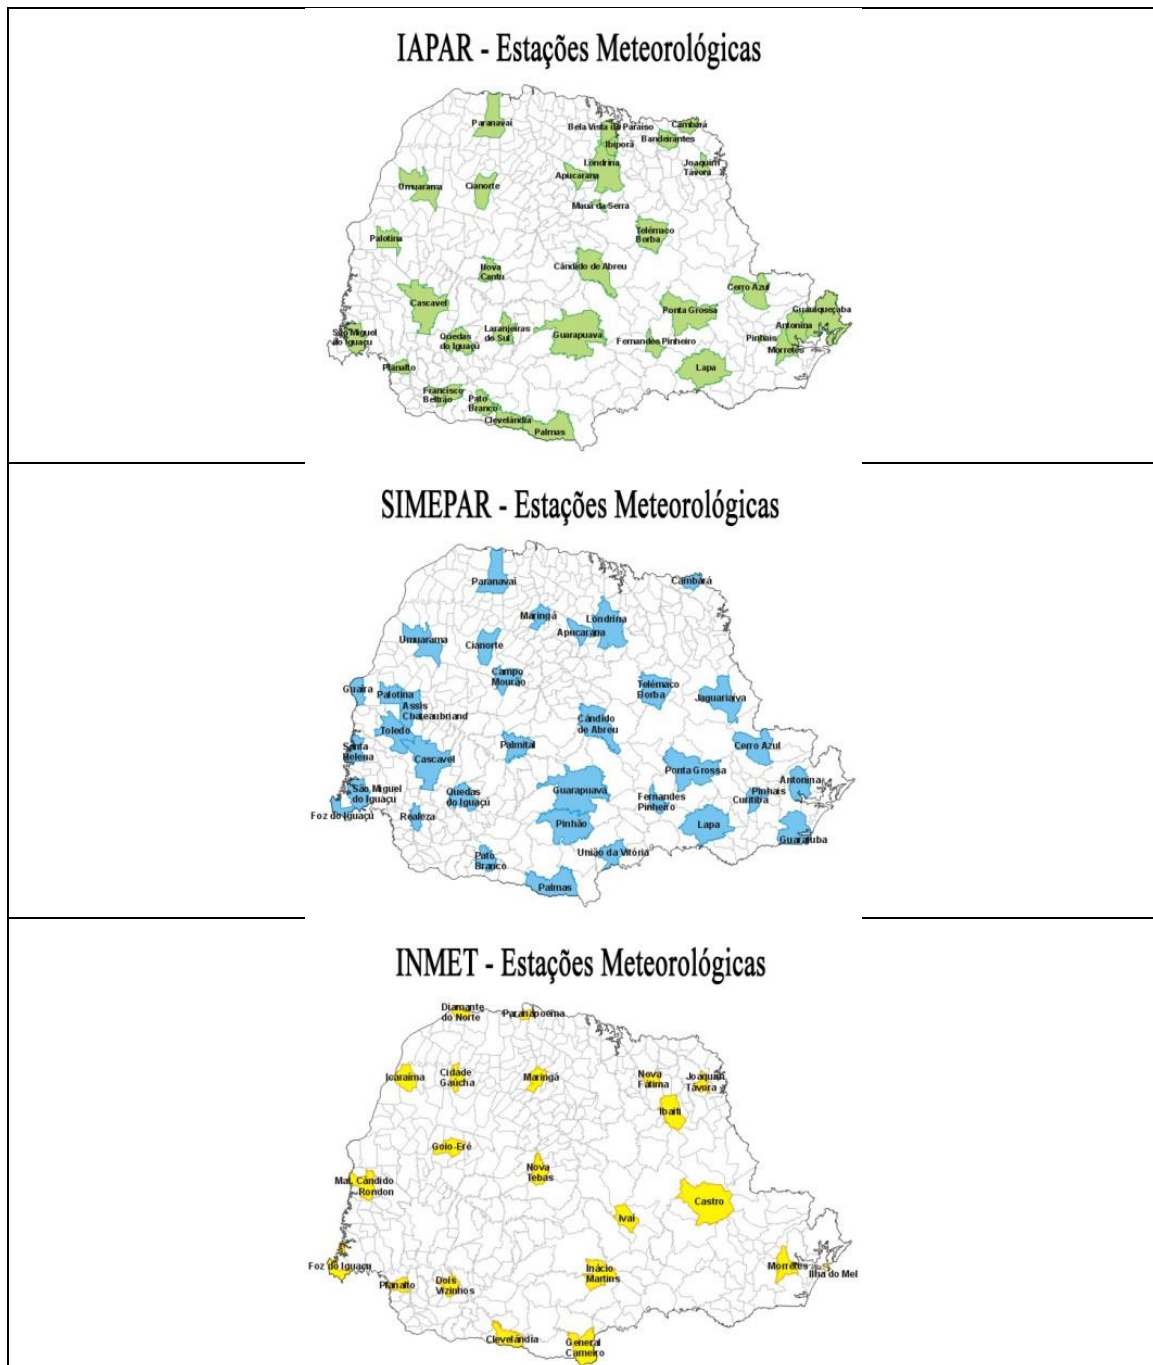 IAPAR - Estações Meteorológicas
Paranavaí
Bela Vista do Paraíso
Cambará
Bandeirantes
Ibiporã
Londrina
Joaquim
Távora
Apucarana
Umuarama
Cianorte
Mauá da Serra
Telémaco
Borba
Palotina
Nova
Cantu
Cândido de Abreu
Cerro Azul
Cascavel
Ponta Grossa
Guaraqueçaba
Antonina
São Miguel
do Iguaçu
Quedas
do Iguaçú
Laranjeiras
do Sul
Guarapuava
Fernandes Pinheiro
Pinhais
Morretes
Planalto
Lapa
Francisco
Beltrão
Pato
Branco
Clevelândia
Palmas
SIMEPAR - Estações Meteorológicas
Paranavaí
Cambará
Maringá
Londrina
Apucarana
Umuarama
Cianorte
Campo
Mourão
Telémaco
Borba
Jaguariaíva
Guaíra
Palotina
Assis
Chateaubriand
Toledo
Cândido
de Abreu
Santa
Helena
Palmital
Cerro Azul
Cascavel
Ponta Grossa
Antonina
São Miguel
do Iguaçú
Quedas
do Iguaçú
Guarapuava
Fernandes
Pinheiro
Pinhais
Curitiba
Foz do Iguaçu
Realeza
Pinhão
Lapa
Guaratuba
Pato
Branco
União da Vitória
Palmas
INMET - Estações Meteorológicas
Diamante
do Norte
Paranapoema
Icaraíma
Cidade
Gaucha
Maringá
Nova
Fátima
Joaquim
Távora
Ibaiti
Goio-Erê
Nova
Tebas
Mal. Cândido
Rondon
Castro
Ivaí
Foz do Iguaçu
Inácio
Martins
Morretes
Ilha do Mel
Planalto
Dois
Vizinhos
Clevelândia
General
Carneiro